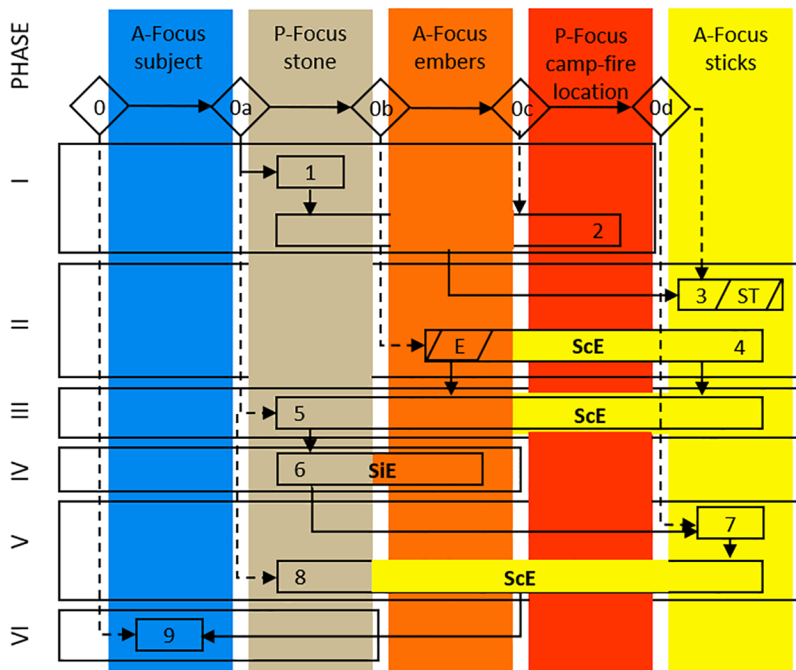 PHASE
A-Focus
subject
P-Focus
stone
A-Focus
embers
P-Focus
camp-fire
location
A-Focus
sticks
0
0a
0b
0c
0d
I
1
2
II
3
ST
E
ScE
4
III
5
ScE
IV
6
SiE
V
7
8
ScE
VI
9